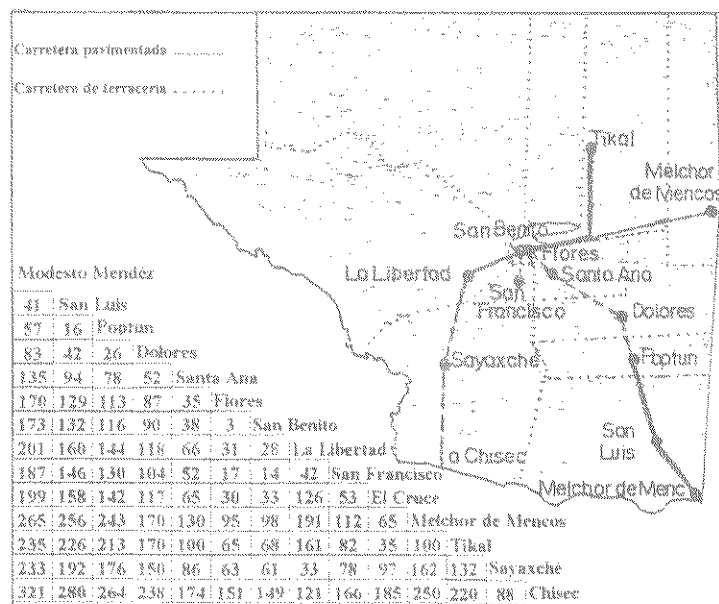 Carretera pavimentada ..........
Carretera de terraceria . . . . . .
Tikal
Melchor
de Mencos
San Benito
Flores
La Libertad
Santa Ana
San
Francisco
Dolores
Sayaxché
Poptun
San
Luis
a Chisec
Melchor de Menc
Modesto Mendéz
41 San Luis
57 16 Poptun
83 42 26 Dolores
135 94 78 52 Santa Ana
170 129 113 87 35 Flores
173 132 116 90 38 3 San Benito
201 160 144 118 66 31 28 La Libertad
187 146 130 104 52 17 14 42 San Francisco
199 158 142 117 65 30 33 126 53 El Cruce
265 256 243 170 130 95 98 191 112 65 Melchor de Mencos
235 226 213 170 100 65 68 161 82 35 100 Tikal
233 192 176 150 86 63 61 33 78 97 162 132 Sayaxché
321 280 264 238 174 151 149 121 166 185 250 220 88 Chisec